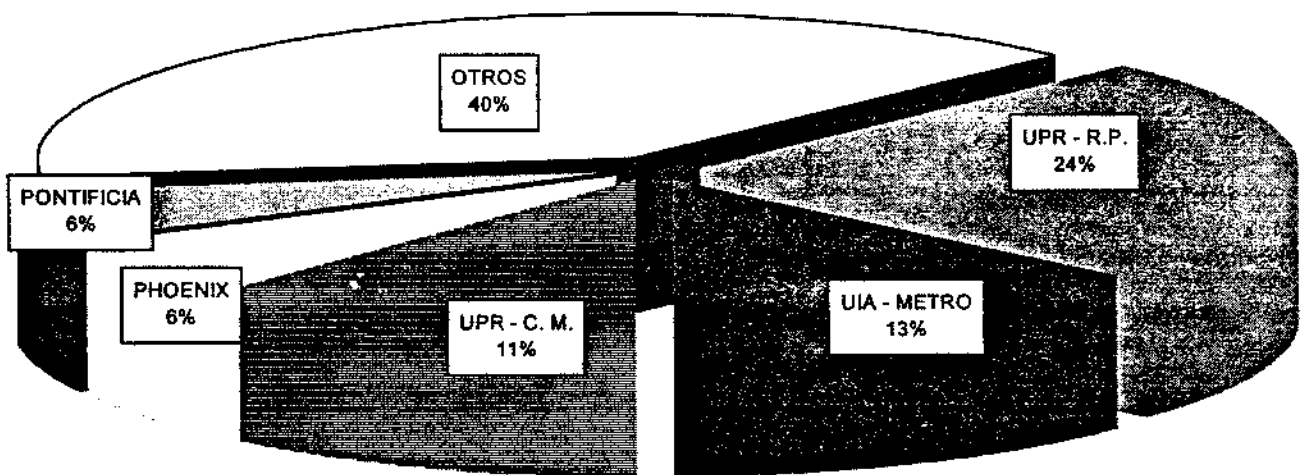 OTROS
40%
UPR - R.P.
24%
PONTIFICIA
6%
PHOENIX
6%
UPR - C. M.
11%
UIA - METRO
13%